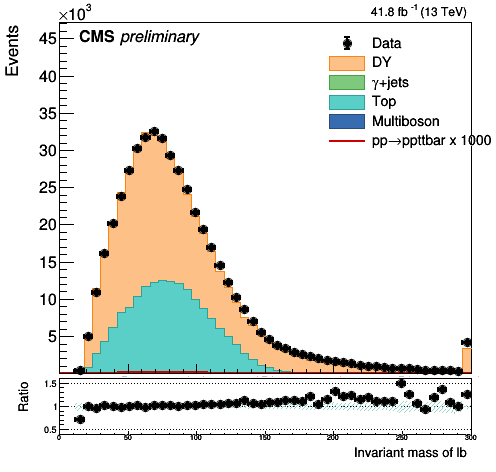 ×10³
41.8 fb⁻¹ (13 TeV)
CMS preliminary
Events
45
40
35
30
25
20
15
10
5
Data
DY
γ+jets
Top
Multiboson
pp→ppttbar x 1000
Ratio
1.5
1
0.5
0 50 100 150 200 250 300
Invariant mass of lb